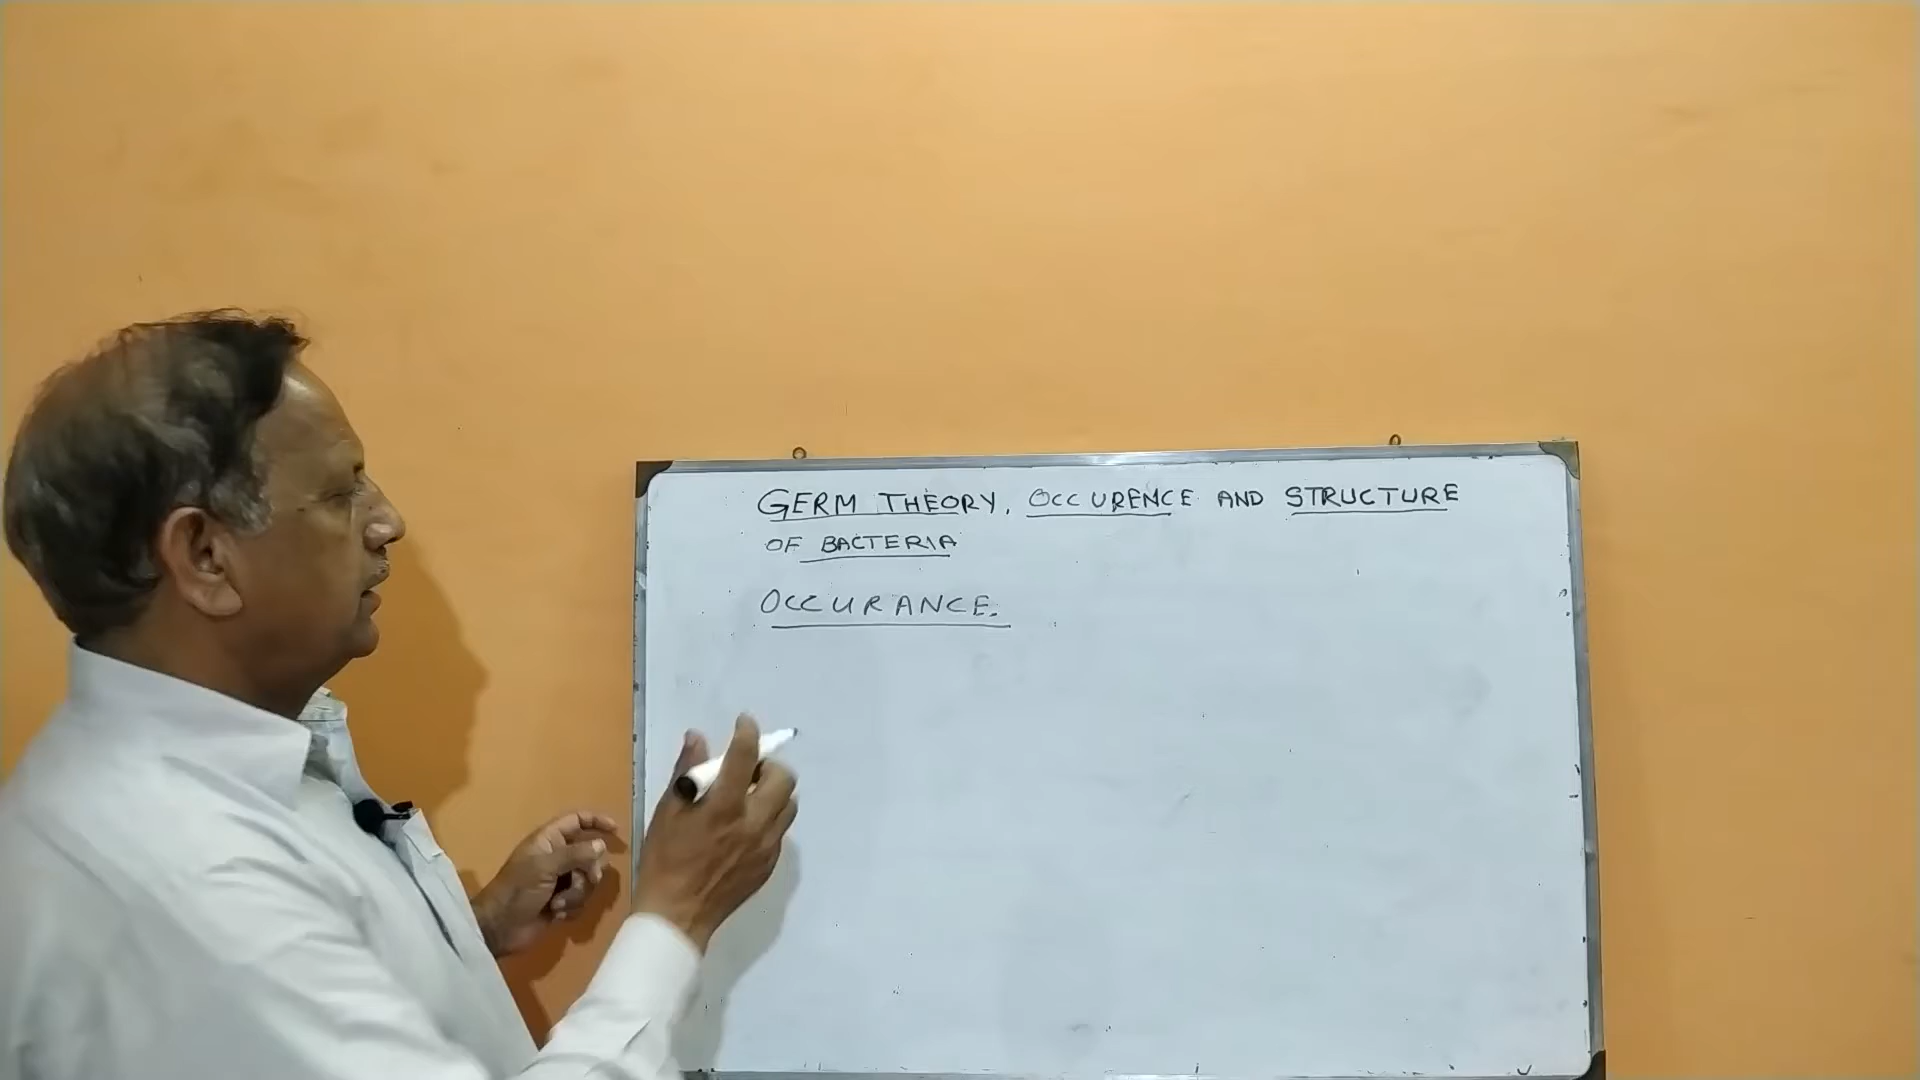 GERM THEORY, OCCURENCE AND STRUCTURE
OF BACTERIA
OCCURANCE.